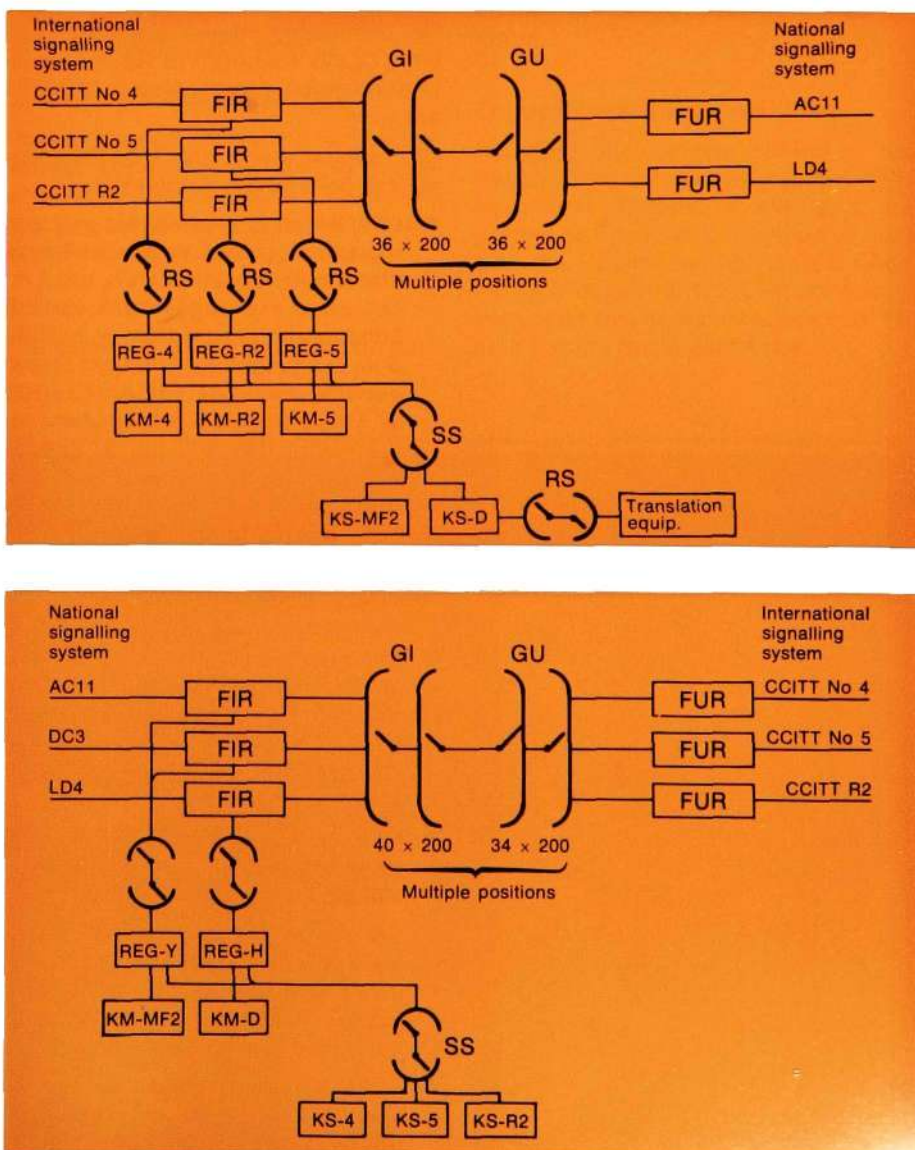 International
signalling
system
GI
GU
National
signalling
system
CCITT No 4
FIR
FUR
AC11
CCITT No 5
FIR
CCITT R2
FIR
FUR
LD4
36 × 200
36 × 200
Multiple positions
RS
RS
RS
REG-4
REG-R2
REG-5
KM-4
KM-R2
KM-5
SS
RS
KS-MF2
KS-D
Translation
equip.
National
signalling
system
GI
GU
International
signalling
system
AC11
FIR
FUR
CCITT No 4
DC3
FIR
FUR
CCITT No 5
LD4
FIR
FUR
CCITT R2
40 × 200
34 × 200
Multiple positions
REG-Y
REG-H
KM-MF2
KM-D
SS
KS-4
KS-5
KS-R2